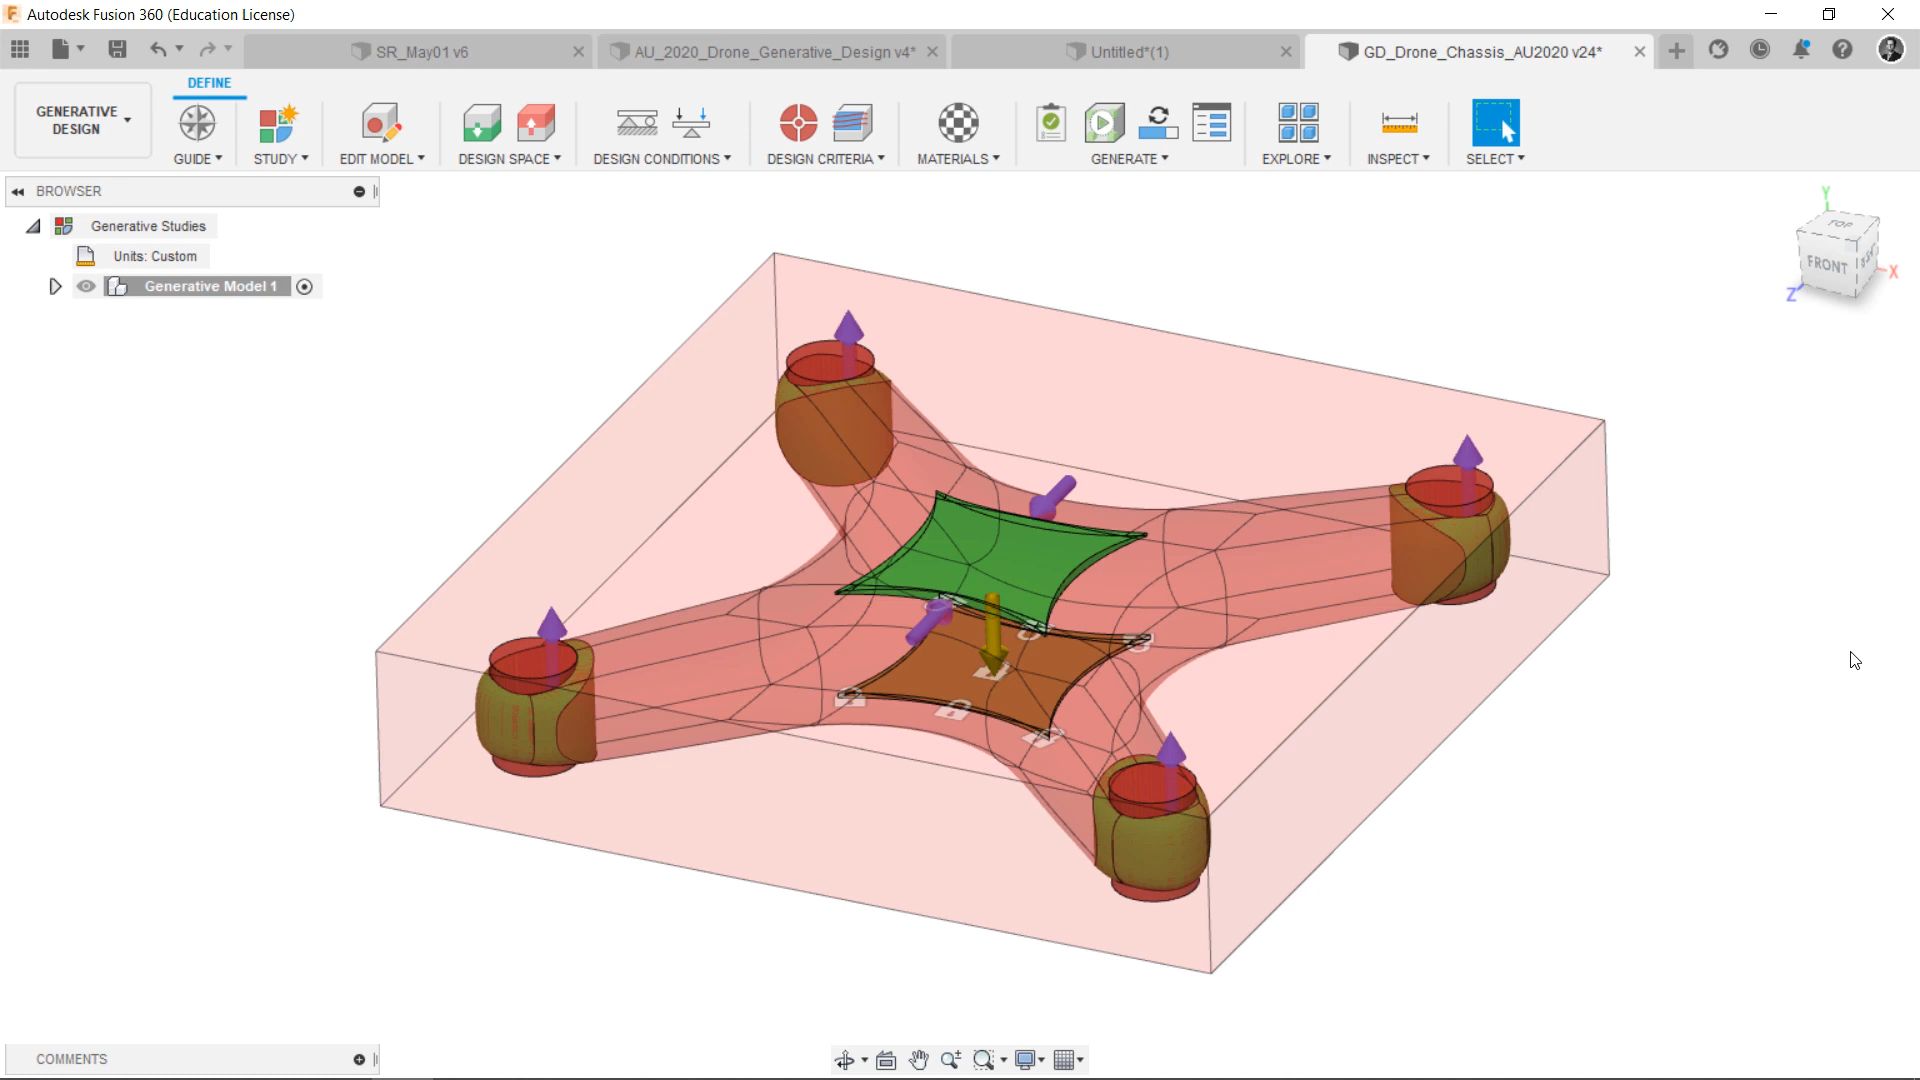 Autodesk Fusion 360 (Education License)
SR_May01 v6
AU_2020_Drone_Generative_Design v4*
Untitled*(1)
GD_Drone_Chassis_AU2020 v24*
GENERATIVE
DESIGN
DEFINE
GUIDE
STUDY
EDIT MODEL
DESIGN SPACE
DESIGN CONDITIONS
DESIGN CRITERIA
MATERIALS
GENERATE
EXPLORE
INSPECT
SELECT
BROWSER
Generative Studies
Units: Custom
Generative Model 1
Y
TOP
FRONT
X
Z
COMMENTS